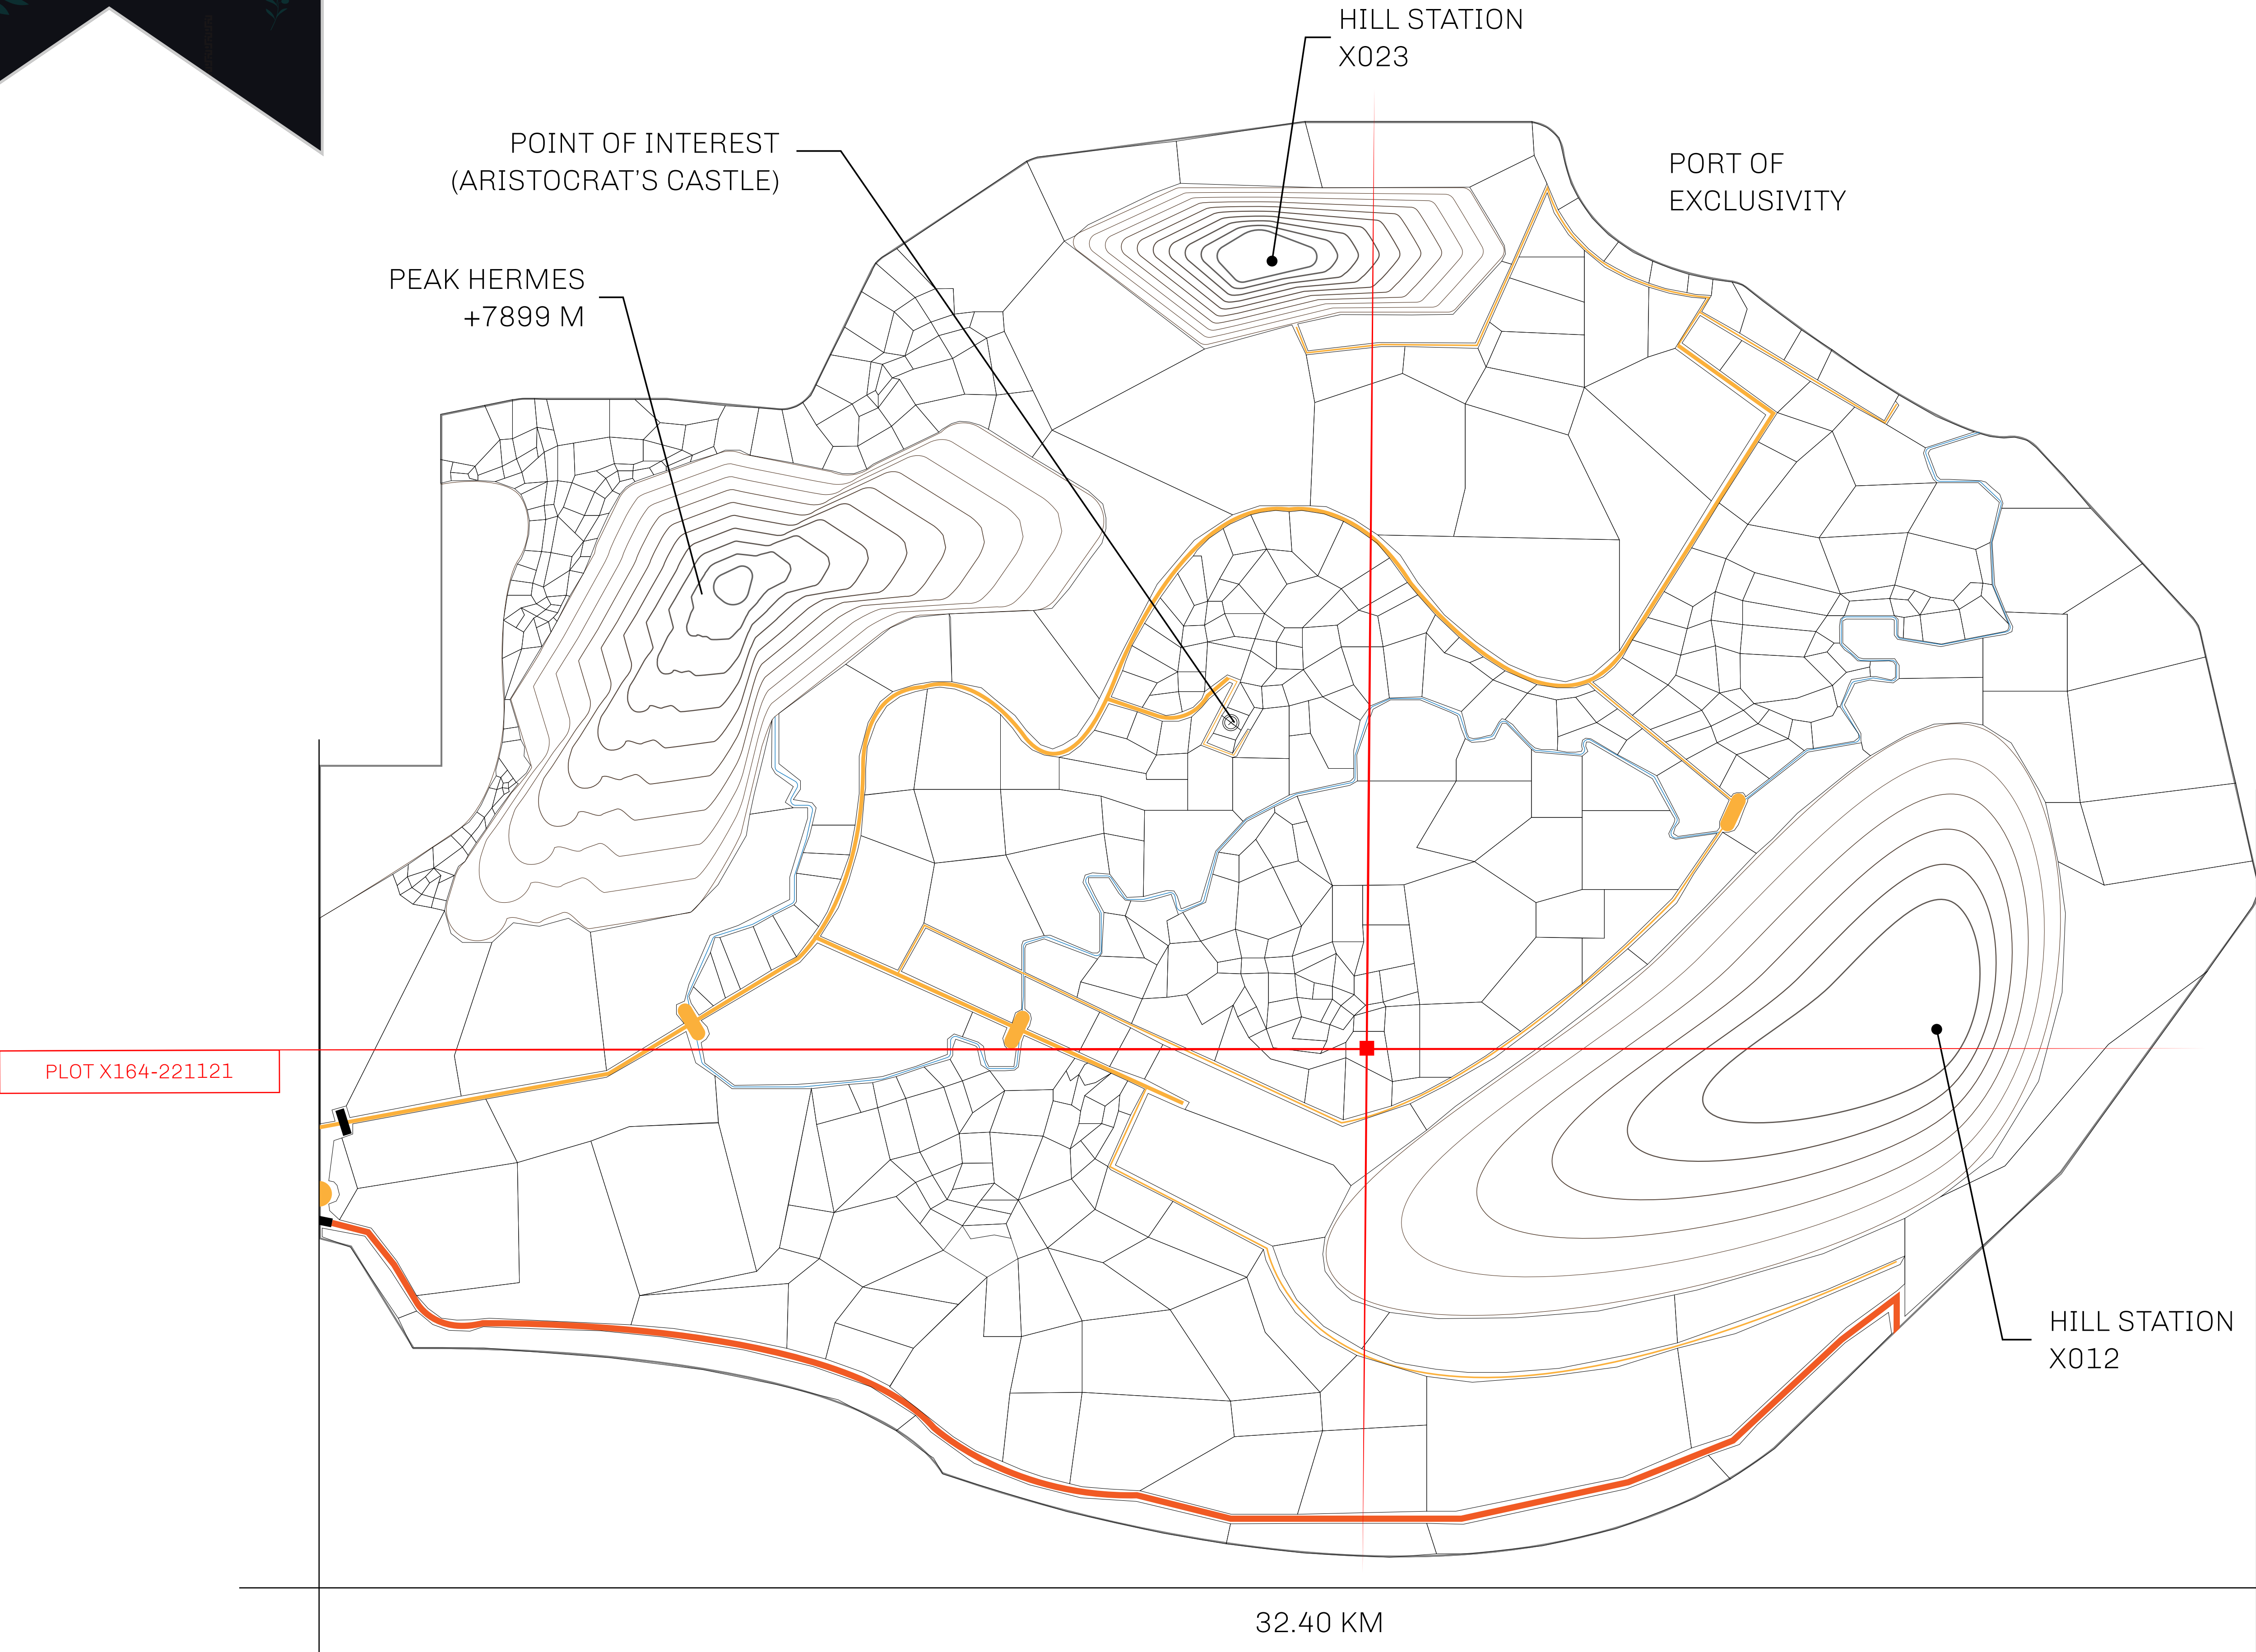 HILL STATION
X023
POINT OF INTEREST
(ARISTOCRAT'S CASTLE)
PORT OF
EXCLUSIVITY
PEAK HERMES
+7899 M
PLOT X164-221121
HILL STATION
X012
32.40 KM